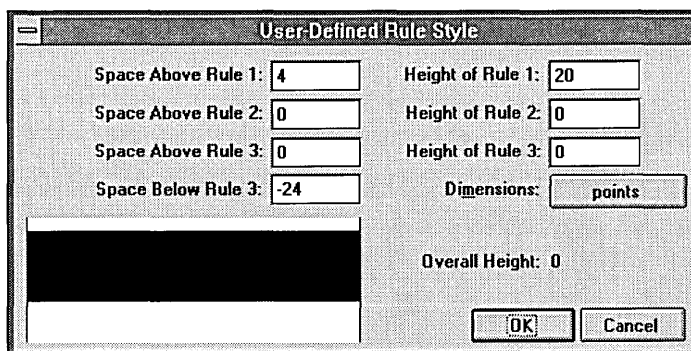 User-Defined Rule Style
Space Above Rule 1: 4 Height of Rule 1: 20
Space Above Rule 2: 0 Height of Rule 2: 0
Space Above Rule 3: 0 Height of Rule 3: 0
Space Below Rule 3: -24 Dimensions: points
Overall Height: 0
OK Cancel